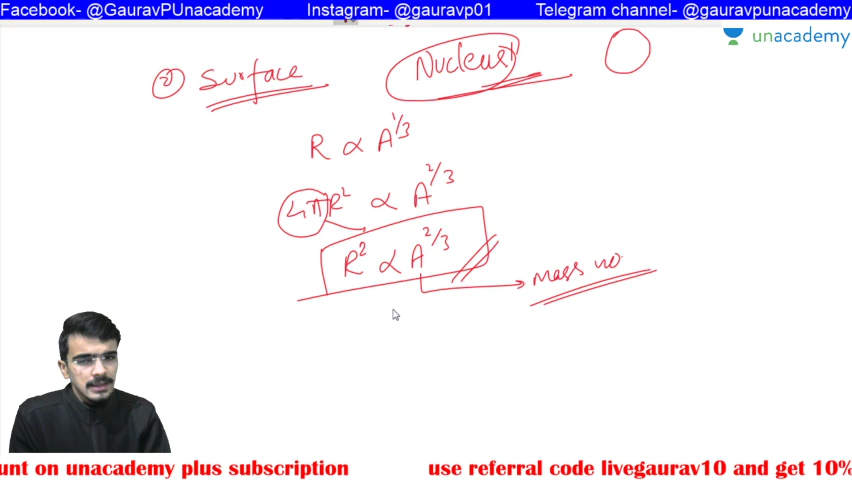 Facebook- @GauravPUnacademy Instagram- @gauravp01 Telegram channel- @gauravpunacademy
unacademy
② Surface Nucleus
R ∝ A^1/3
4πR² ∝ A^2/3
R² ∝ A^2/3
mass no
unt on unacademy plus subscription use referral code livegaurav10 and get 10%